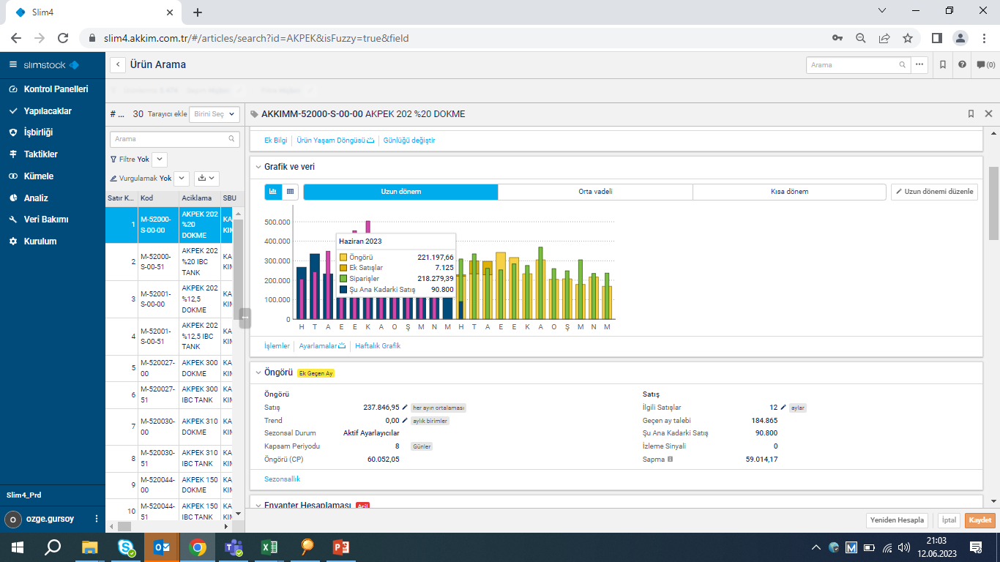 Slim4
slim4.akkim.com.tr/#/articles/search?id=AKPEK&isFuzzy=true&field
slimstock
Ürün Arama
Arama
(0)
Kontrol Panelleri
Yapılacaklar
İşbirliği
Taktikler
Kümele
Analiz
Veri Bakımı
Kurulum
Slim4_Prd
O
ozge.gursoy
# ... 30 Tarayıcı ekle Birini Seç
Arama
Filtre Yok
Vurgulamak Yok
Satır K... Kod Aciklama SBU
1 M-52000-S-00-00 AKPEK 202 %20 DOKME KA KIM
2 M-52000-S-00-51 AKPEK 202 %20 IBC TANK KA KIM
3 M-52001-S-00-00 AKPEK 202 %12,5 DOKME KA KIM
4 M-52001-S-00-51 AKPEK 202 %12,5 IBC TANK KA KIM
5 M-520027-00 AKPEK 300 DOKME KA KIM
6 M-520027-51 AKPEK 300 IBC TANK KA KIM
7 M-520030-00 AKPEK 310 DOKME KA KIM
8 M-520030-51 AKPEK 310 IBC TANK KA KIM
9 M-520044-00 AKPEK 150 DOKME KA KIM
10 M-520044-51 AKPEK 150 IBC TANK KA KIM
AKKIMM-52000-S-00-00 AKPEK 202 %20 DOKME
Ek Bilgi Ürün Yaşam Döngüsü Günlüğü değiştir
Grafik ve veri
Uzun dönem Orta vadeli Kısa dönem Uzun dönemi düzenle
500.000
400.000
300.000
200.000
100.000
0
Haziran 2023
Öngörü 221.197,66
Ek Satışlar 7.125
Siparişler 218.279,39
Şu Ana Kadarki Satış 90.800
H T A E E K A O Ş M N M H T A E E K A O Ş M N M
İşlemler Ayarlamalar Haftalık Grafik
Öngörü Ek Geçen Ay
Öngörü
Satış 237.846,95 her ayın ortalaması
Trend 0,00 aylık birimler
Sezonsal Durum Aktif Ayarlayıcılar
Kapsam Periyodu 8 Günler
Öngörü (CP) 60.052,05
Satış
İlgili Satışlar 12 aylar
Geçen ay talebi 184.865
Şu Ana Kadarki Satış 90.800
İzleme Sinyali 0
Sapma 59.014,17
Sezonsallık
Envanter Hesaplaması Acil
Yeniden Hesapla İptal Kaydet
21:03
12.06.2023